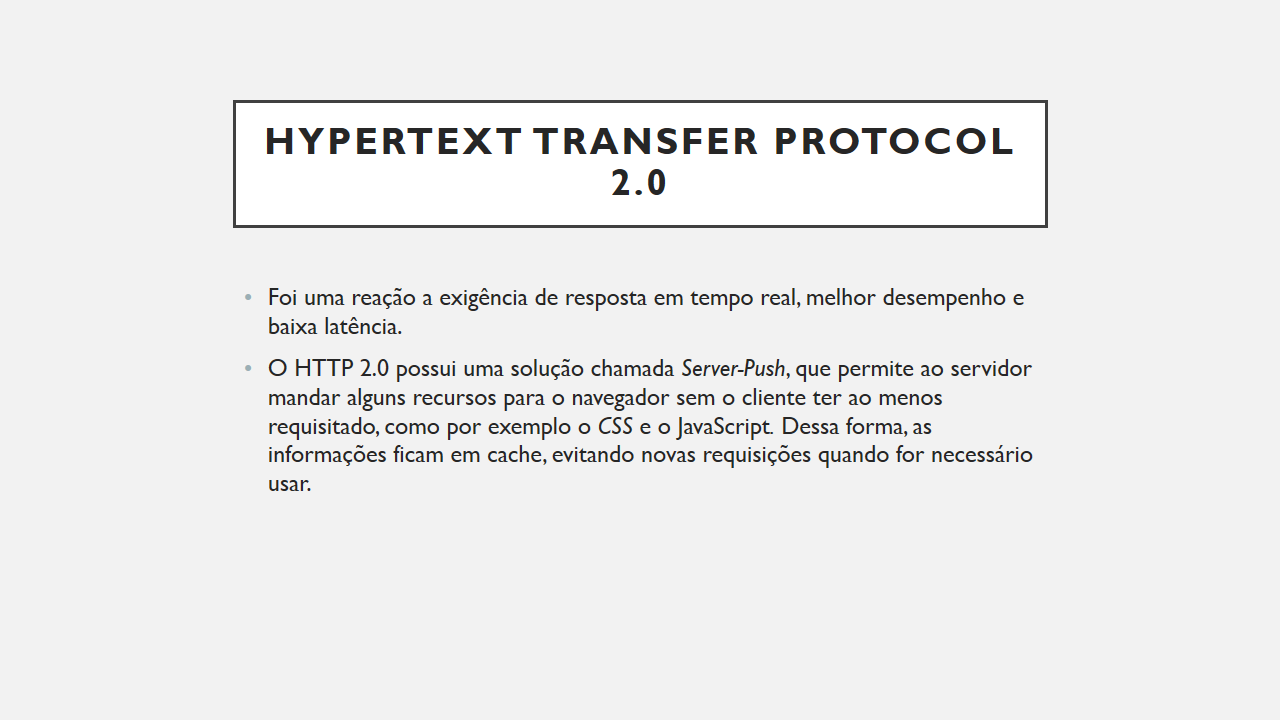 HYPERTEXT TRANSFER PROTOCOL
2.0
• Foi uma reação a exigência de resposta em tempo real, melhor desempenho e
baixa latência.
• O HTTP 2.0 possui uma solução chamada Server-Push, que permite ao servidor
mandar alguns recursos para o navegador sem o cliente ter ao menos
requisitado, como por exemplo o CSS e o JavaScript. Dessa forma, as
informações ficam em cache, evitando novas requisições quando for necessário
usar.